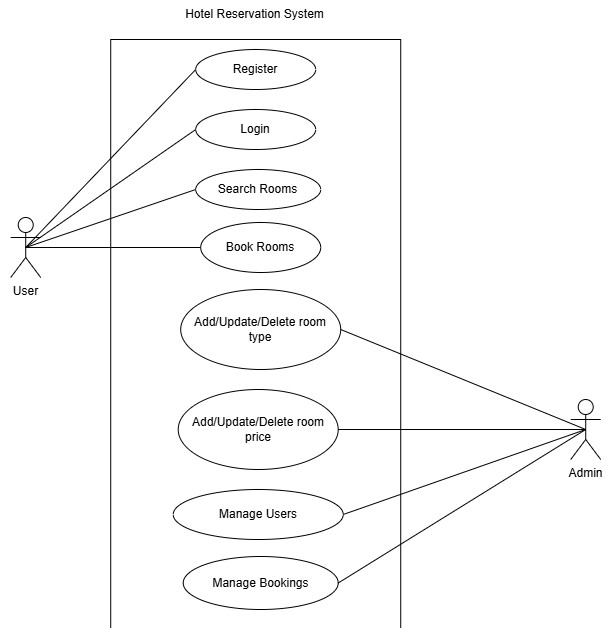 Hotel Reservation System
Register
Login
Search Rooms
Book Rooms
User
Add/Update/Delete room
type
Add/Update/Delete room
price
Admin
Manage Users
Manage Bookings